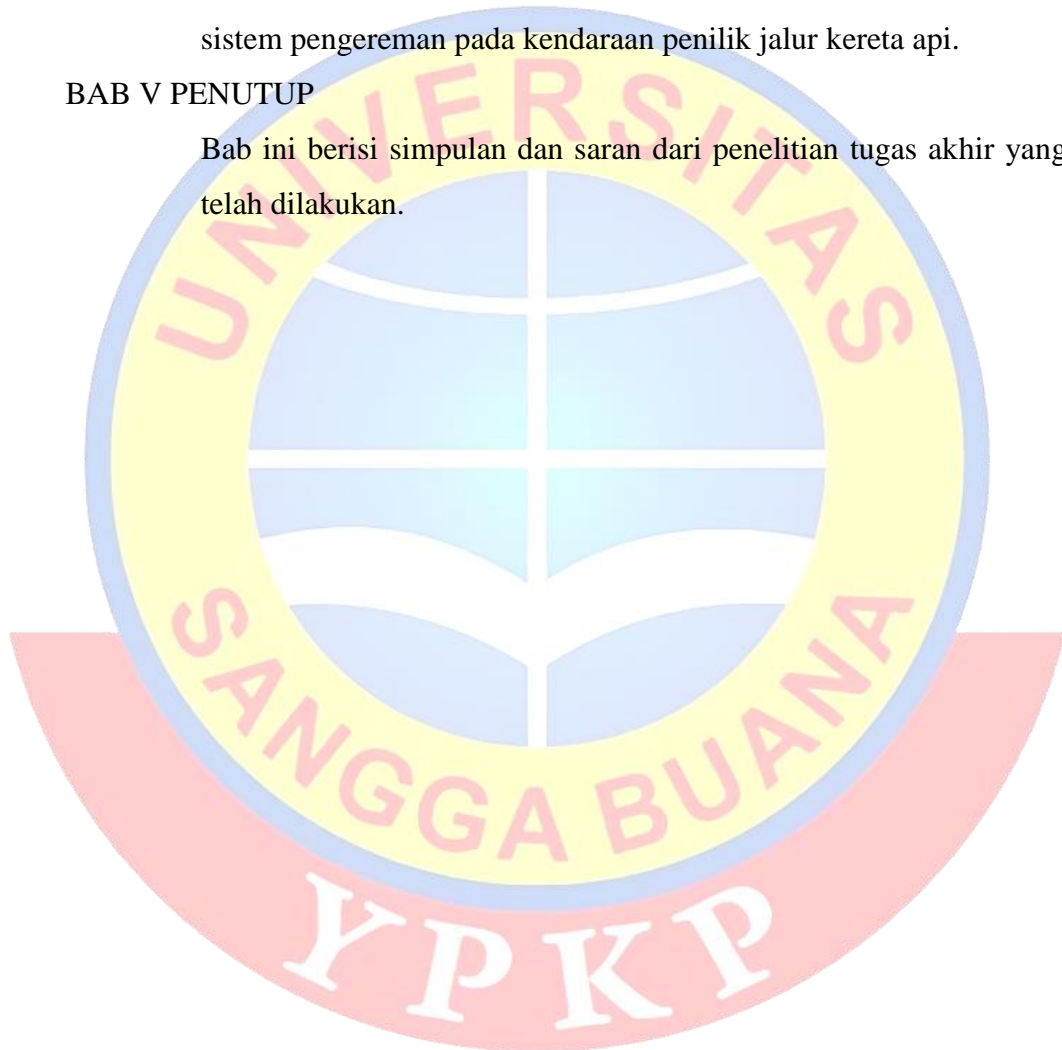 sistem pengereman pada kendaraan penilik jalur kereta api.
BAB V PENUTUP
Bab ini berisi simpulan dan saran dari penelitian tugas akhir yang
telah dilakukan.
UNIVERSITAS
SANGGA BUANA
YPKP